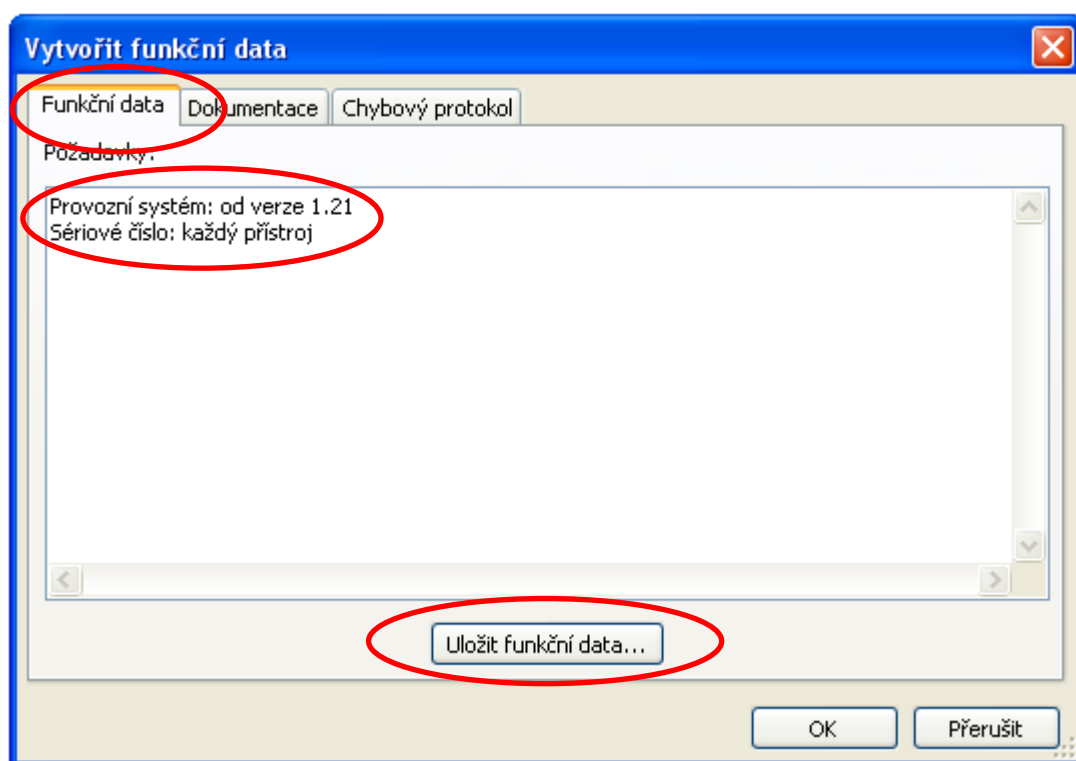 Vytvořit funkční data
Funkční data Dokumentace Chybový protokol
Požadavky:
Provozní systém: od verze 1.21
Sériové číslo: každý přístroj
Uložit funkční data...
OK Přerušit